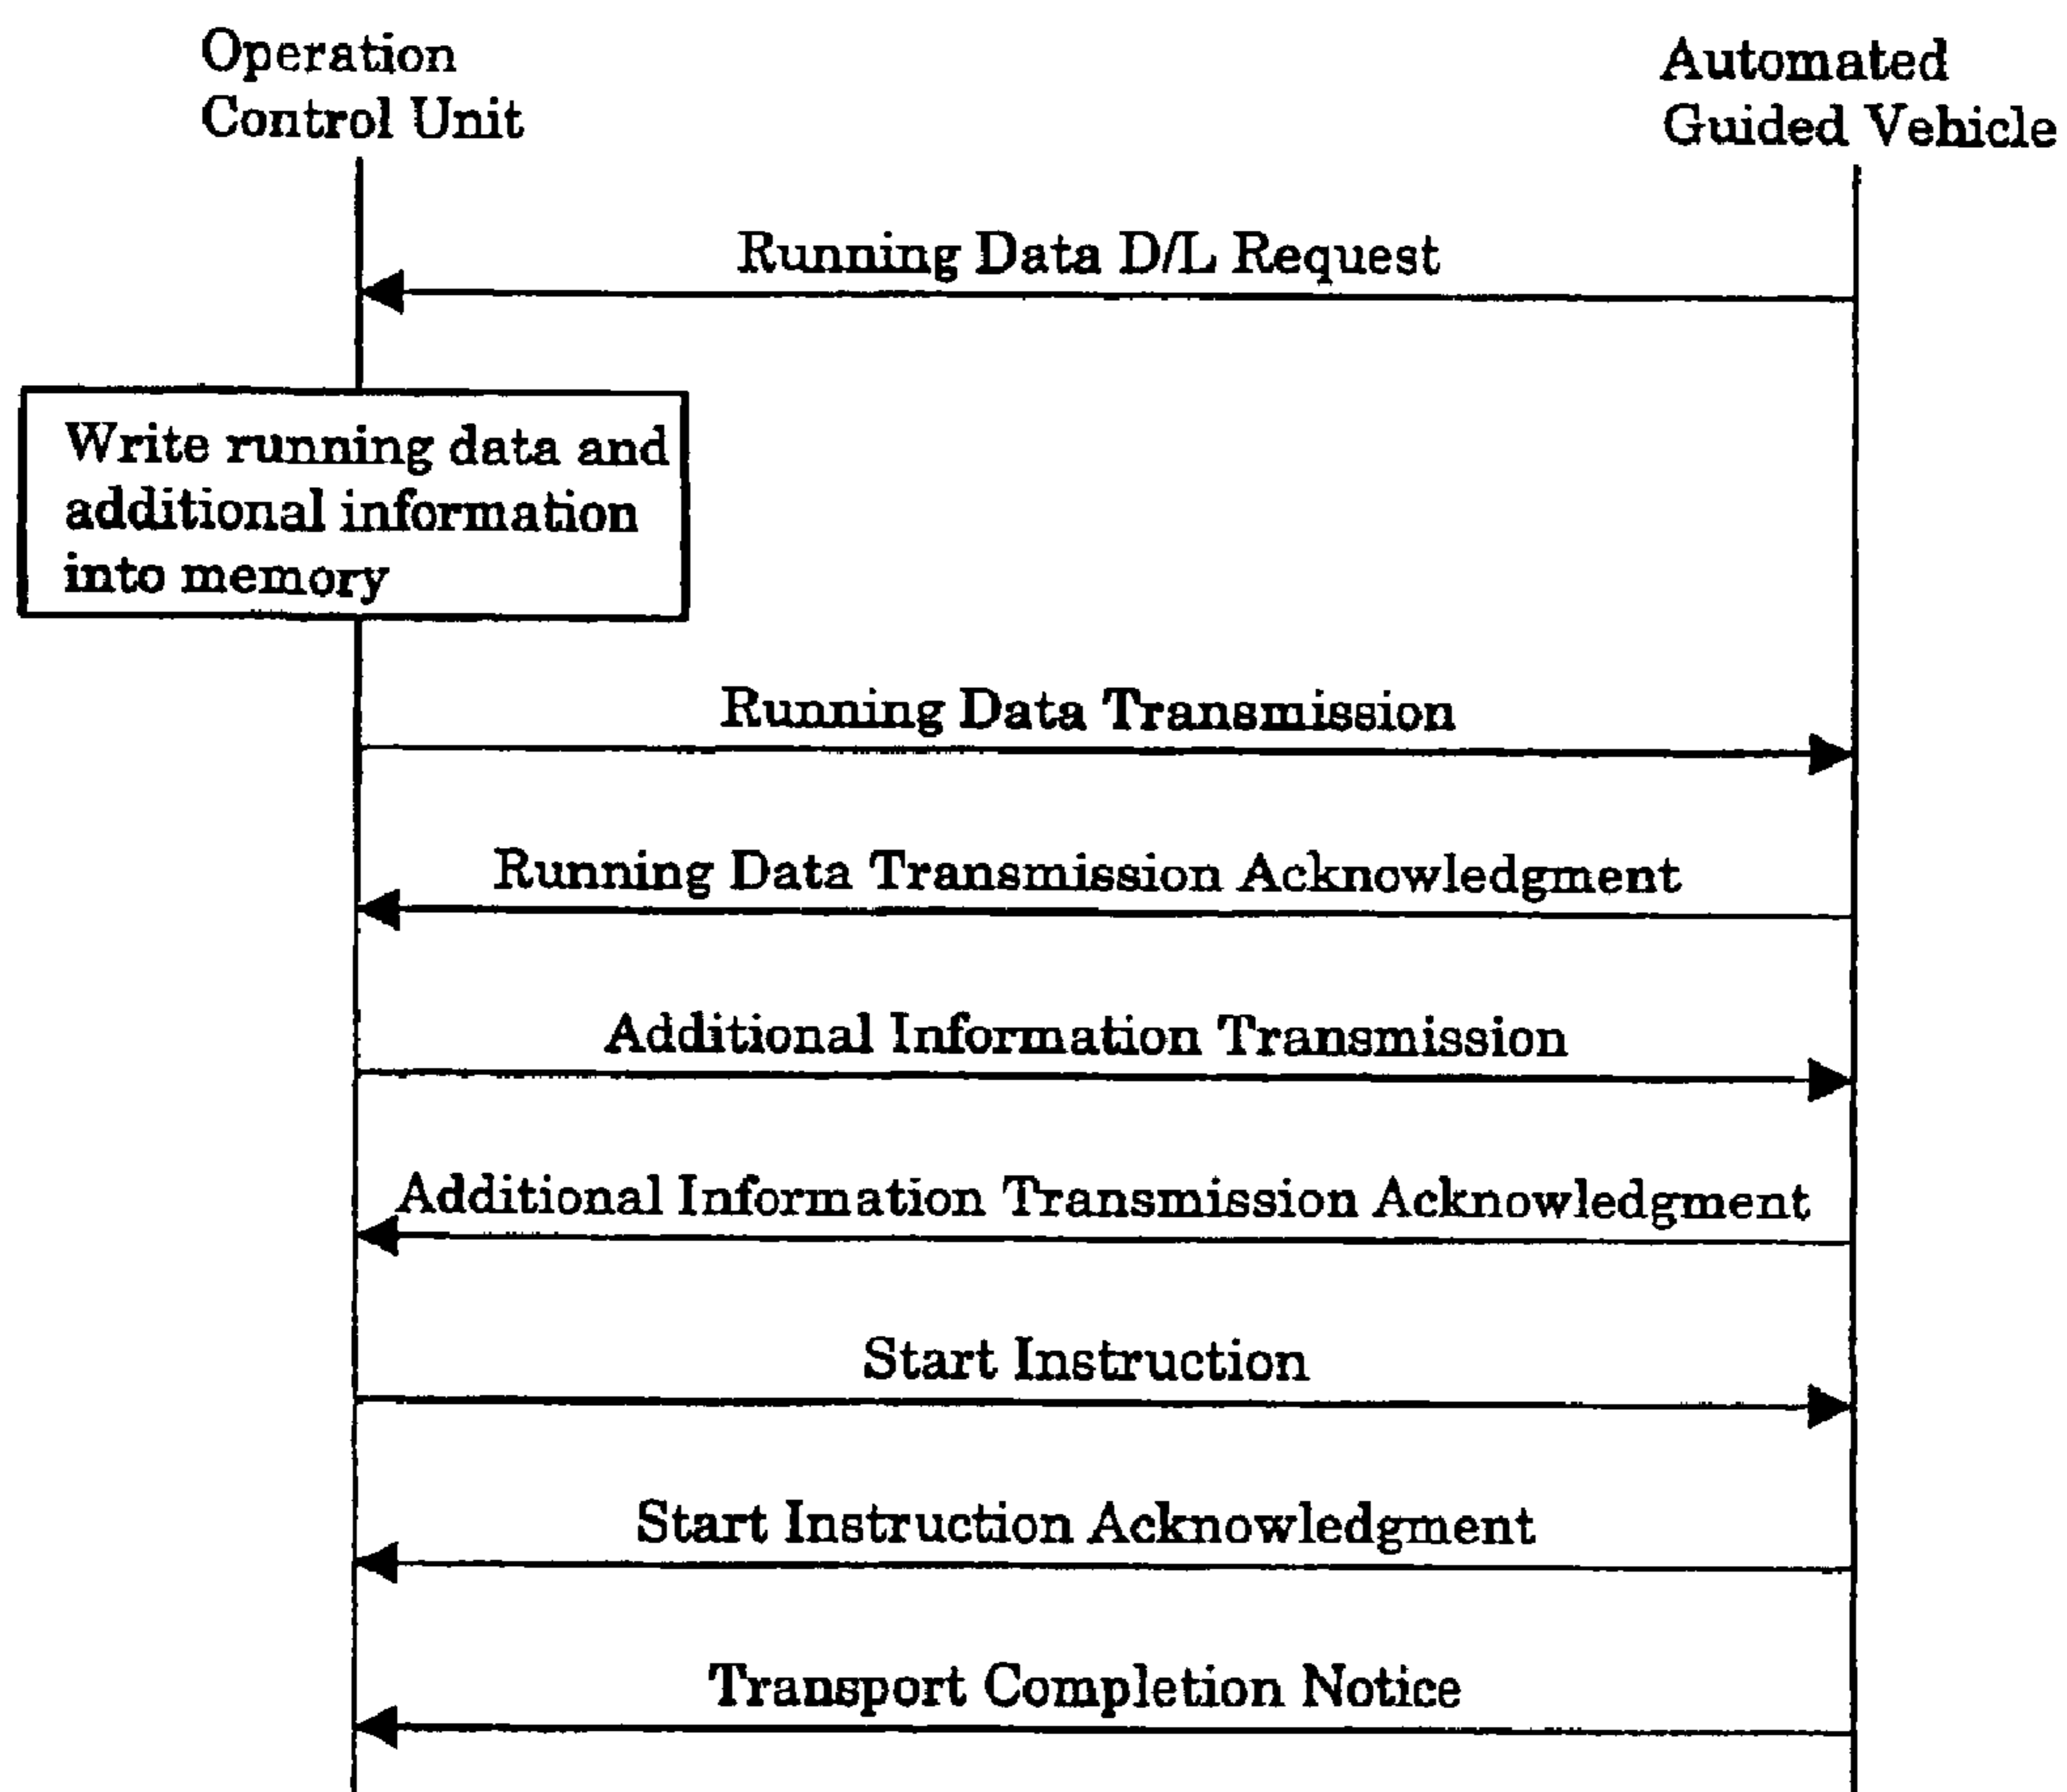 Operation
Control Unit
Automated
Guided Vehicle
Running Data D/L Request
Write running data and
additional information
into memory
Running Data Transmission
Running Data Transmission Acknowledgment
Additional Information Transmission
Additional Information Transmission Acknowledgment
Start Instruction
Start Instruction Acknowledgment
Transport Completion Notice